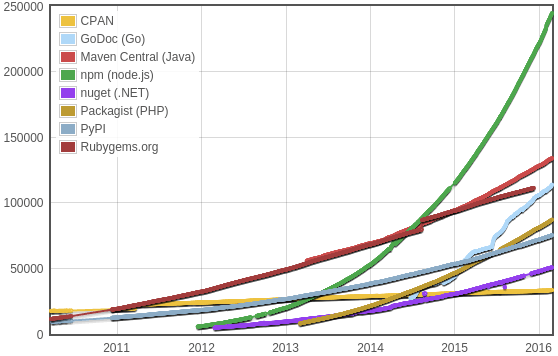 250000
CPAN
GoDoc (Go)
Maven Central (Java)
npm (node.js)
nuget (.NET)
Packagist (PHP)
PyPI
Rubygems.org
200000
150000
100000
50000
0
2011 2012 2013 2014 2015 2016